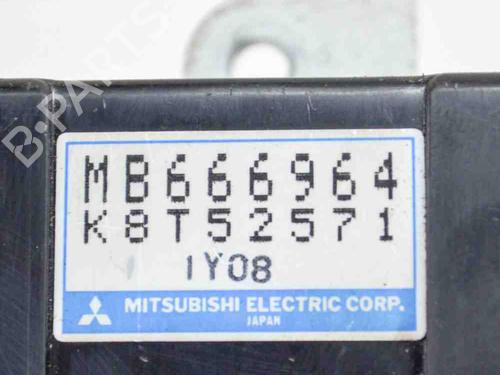 B-PARTS
MB666964
K8T52571
1Y08
MITSUBISHI ELECTRIC CORP.
JAPAN